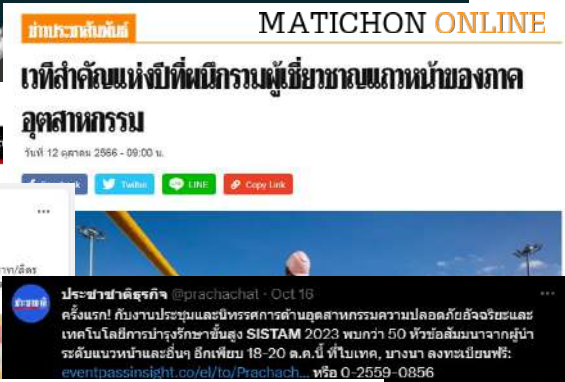 ข่าวประชาสัมพันธ์
MATICHON ONLINE
เวทีสำคัญแห่งปีที่ผนึกรวมผู้เชี่ยวชาญแถวหน้าของภาค
อุตสาหกรรม
วันที่ 12 ตุลาคม 2566 - 09:00 น.
Twitter LINE Copy Link
บาท/ลิตร
ประชาชาติธุรกิจ @prachachat · Oct 16
ครั้งแรก! กับงานประชุมและนิทรรศการด้านอุตสาหกรรมความปลอดภัยอัจฉริยะและ
เทคโนโลยีการบำรุงรักษาขั้นสูง SISTAM 2023 พบกว่า 50 หัวข้อสัมมนาจากผู้นำ
ระดับแนวหน้าและอื่นๆ อีกเพียบ 18-20 ต.ค.นี้ ที่ไบเทค, บางนา ลงทะเบียนฟรี:
eventpassinsight.co/el/to/Prachach... หรือ 0-2559-0856